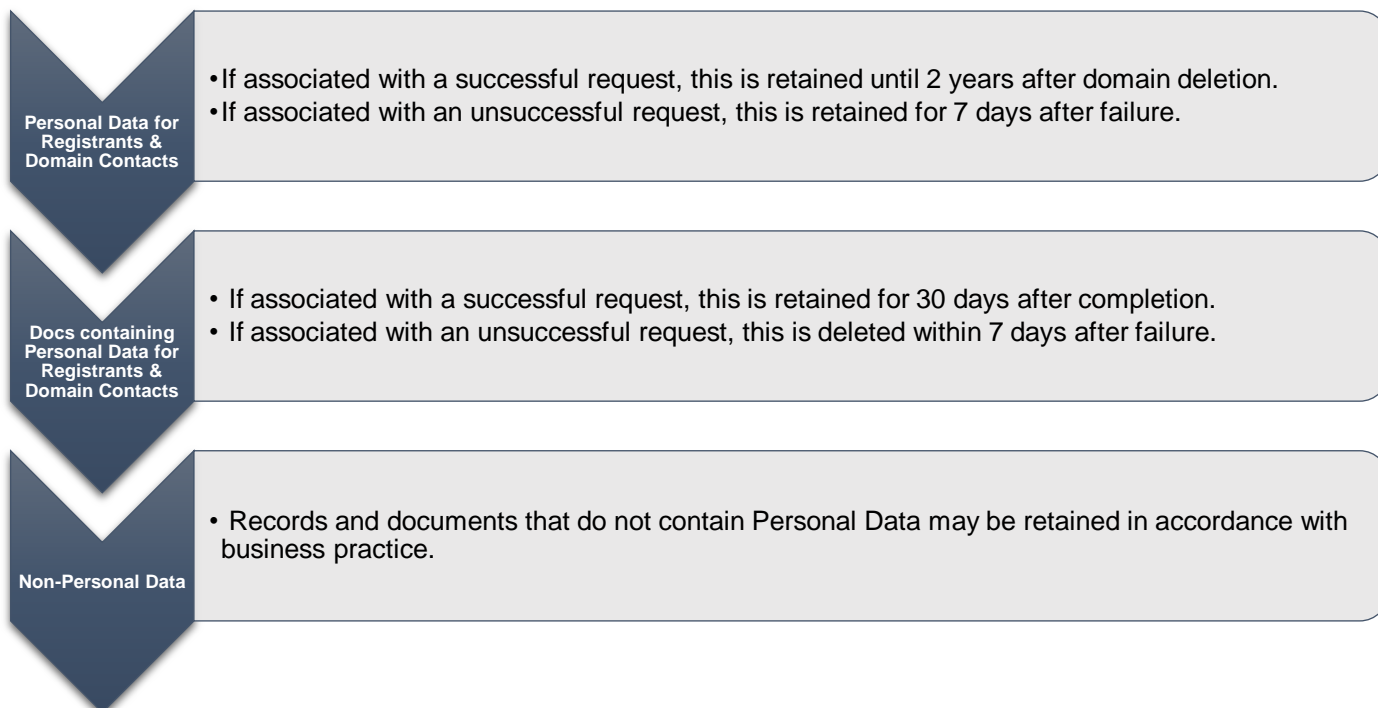 Personal Data for
Registrants &
Domain Contacts
•If associated with a successful request, this is retained until 2 years after domain deletion.
•If associated with an unsuccessful request, this is retained for 7 days after failure.
Docs containing
Personal Data for
Registrants &
Domain Contacts
• If associated with a successful request, this is retained for 30 days after completion.
• If associated with an unsuccessful request, this is deleted within 7 days after failure.
Non-Personal Data
• Records and documents that do not contain Personal Data may be retained in accordance with
business practice.